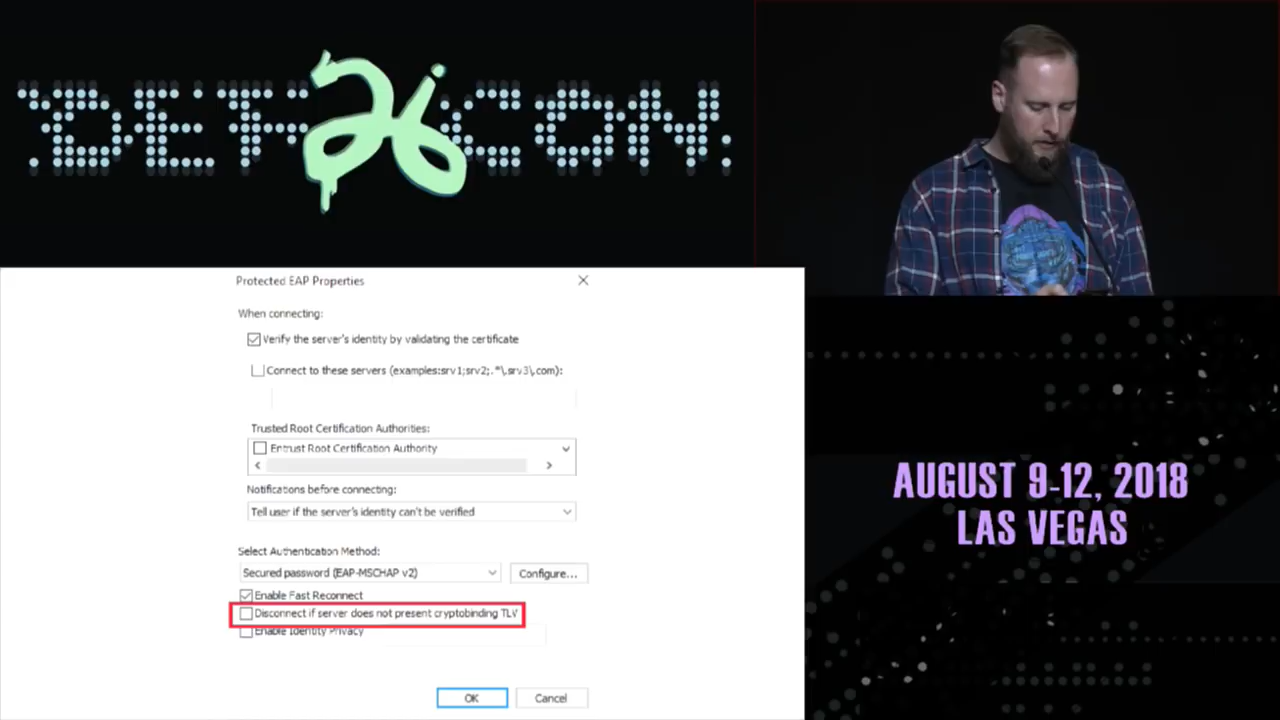 DEF CON
26
Protected EAP Properties
When connecting:
Verify the server's identity by validating the certificate
Connect to these servers (examples:srv1;srv2;.*\.srv3\.com):
Trusted Root Certification Authorities:
Entrust Root Certification Authority
Notifications before connecting:
Tell user if the server's identity can't be verified
Select Authentication Method:
Secured password (EAP-MSCHAP v2)
Configure...
Enable Fast Reconnect
Disconnect if server does not present cryptobinding TLV
Enable Identity Privacy
OK
Cancel
AUGUST 9-12, 2018
LAS VEGAS